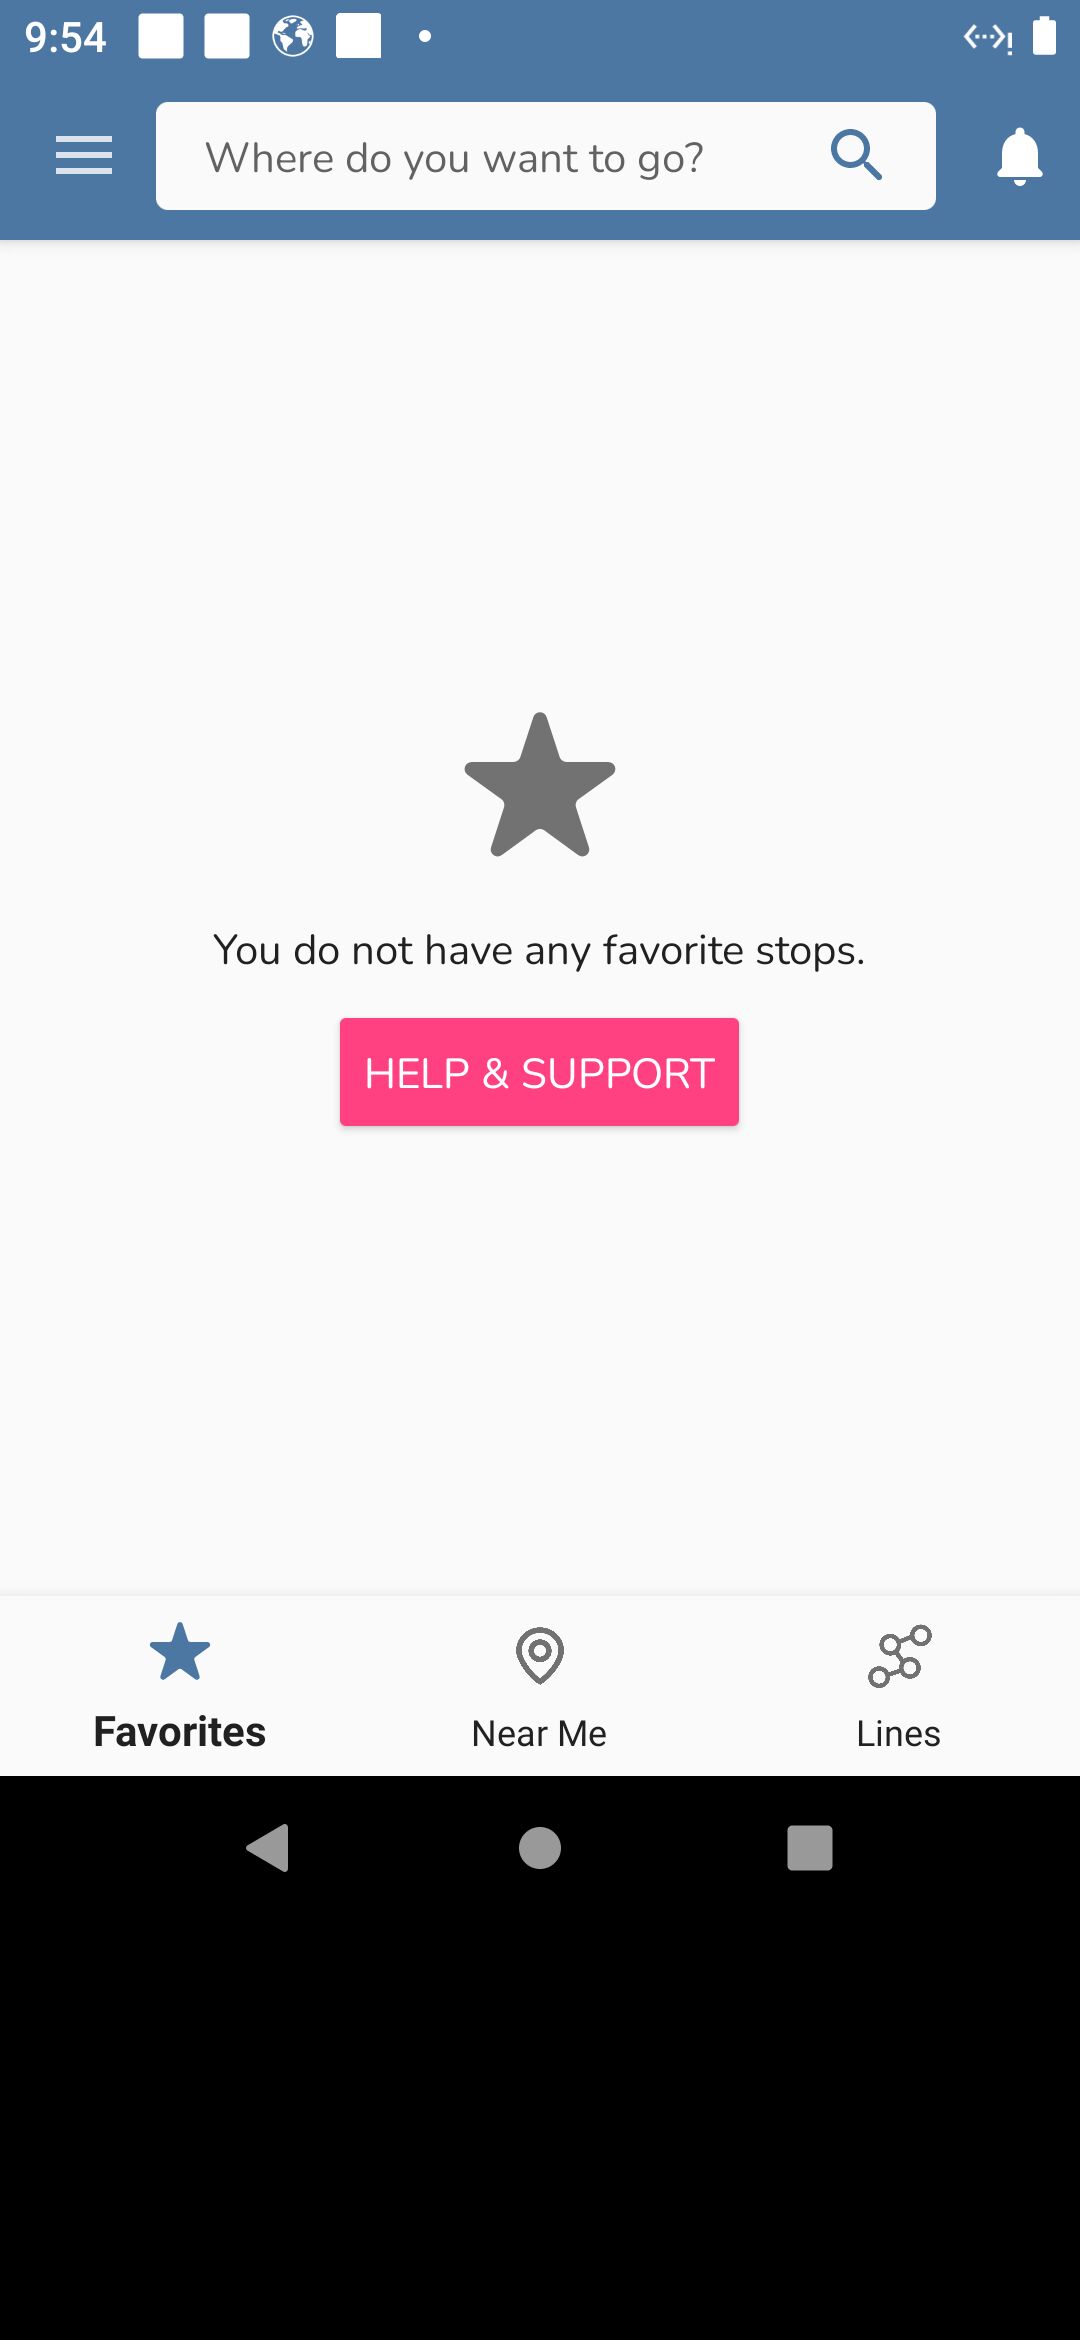 9:54
Where do you want to go?
You do not have any favorite stops.
HELP & SUPPORT
Favorites
Near Me
Lines